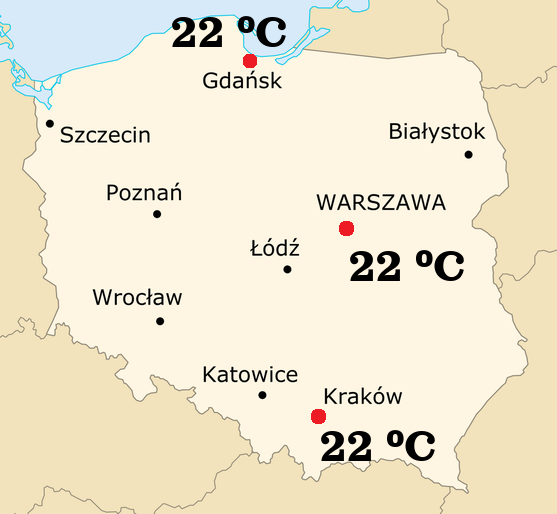 22 ºC
Gdańsk
Szczecin
Białystok
Poznań
WARSZAWA
Łódź
22 ºC
Wrocław
Katowice
Kraków
22 ºC